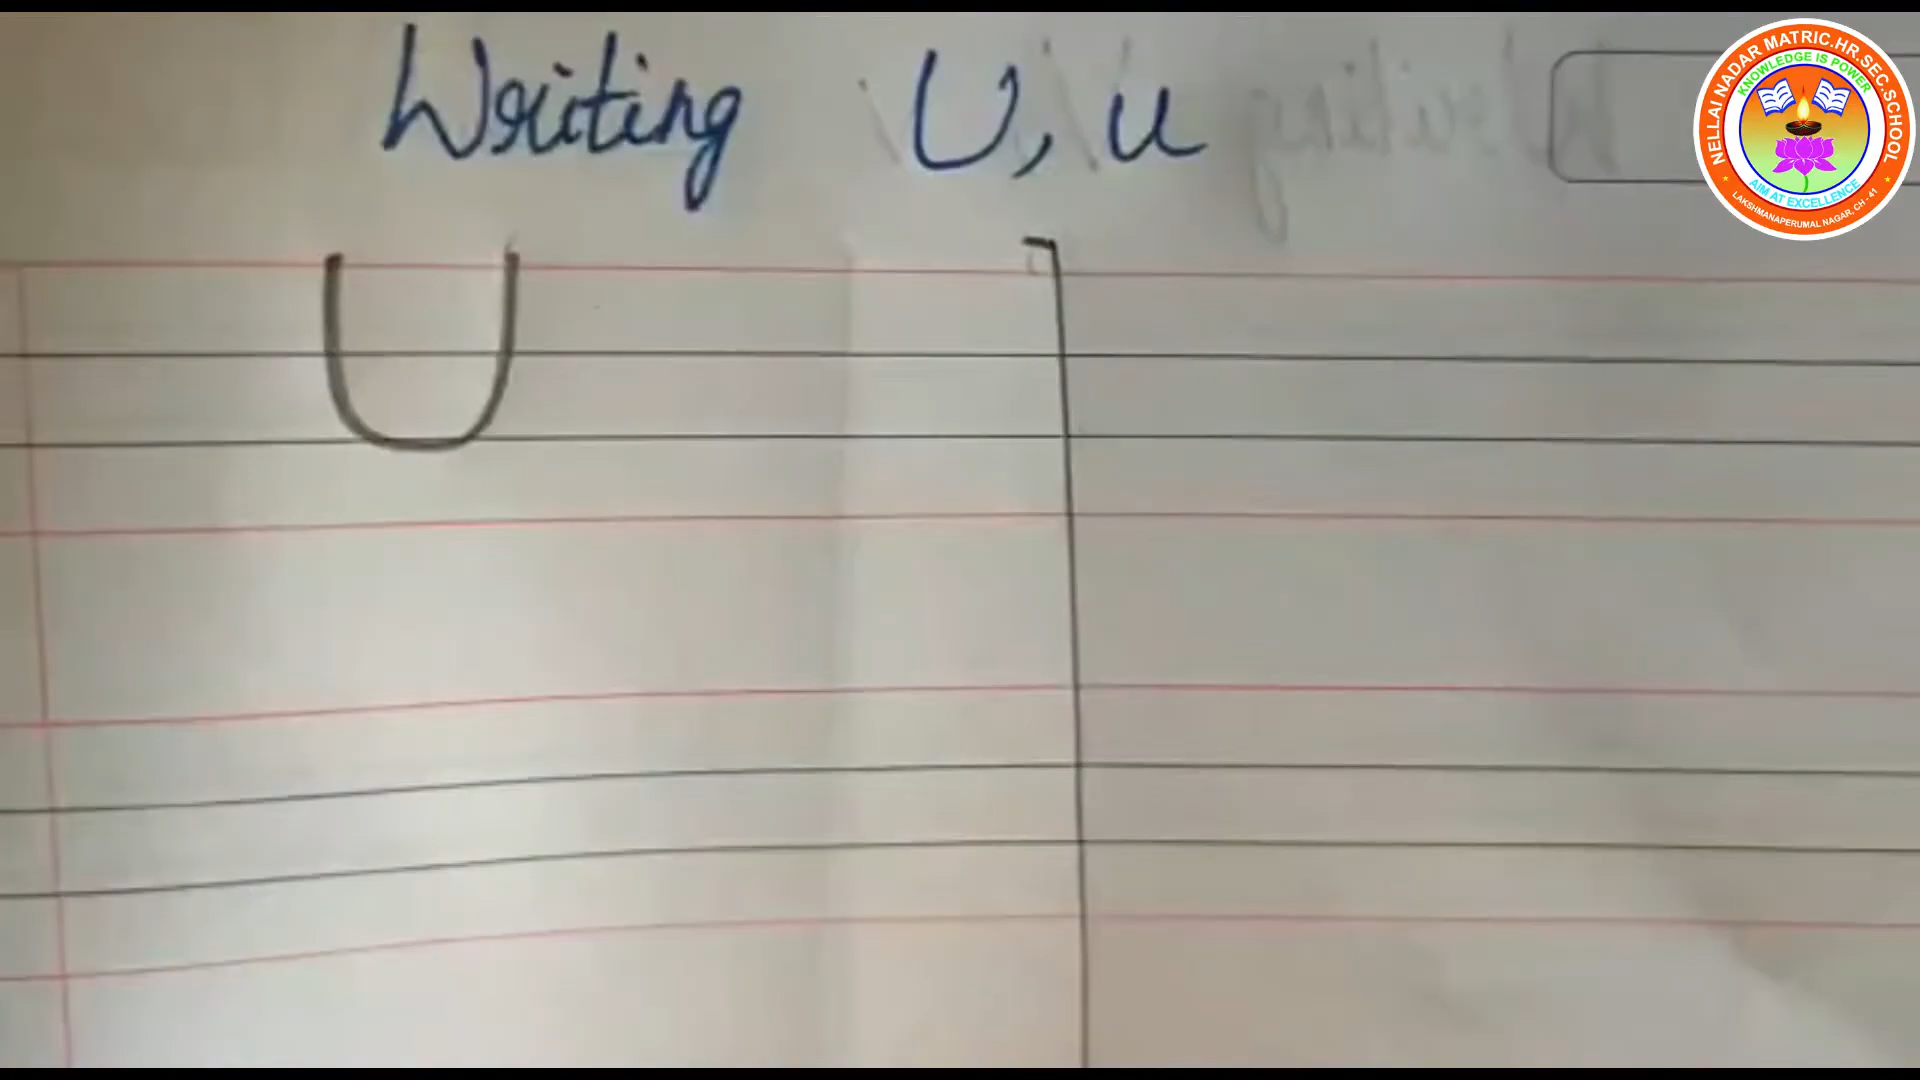 Writing U, u
NELLAI NADAR MATRIC.HR.SEC.SCHOOL
KNOWLEDGE IS POWER
AIM AT EXCELLENCE
LAKSHMANAPERUMAL NAGAR, CH - 41
U